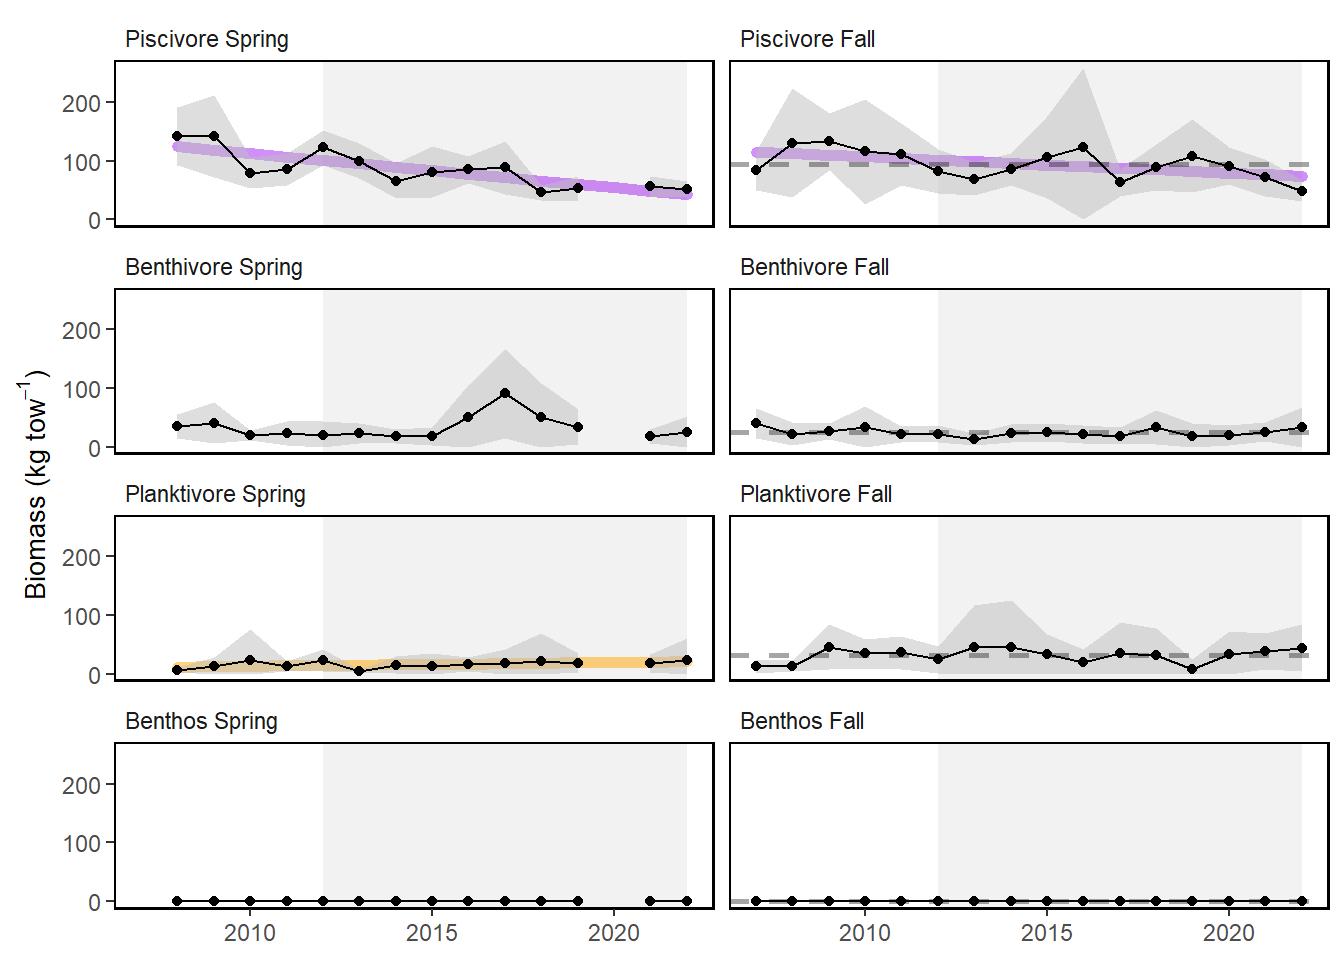 Piscivore Spring
Piscivore Fall
200
100
0
Benthivore Spring
Benthivore Fall
200
100
0
Biomass (kg tow⁻¹)
Planktivore Spring
Planktivore Fall
200
100
0
Benthos Spring
Benthos Fall
200
100
0
2010 2015 2020
2010 2015 2020